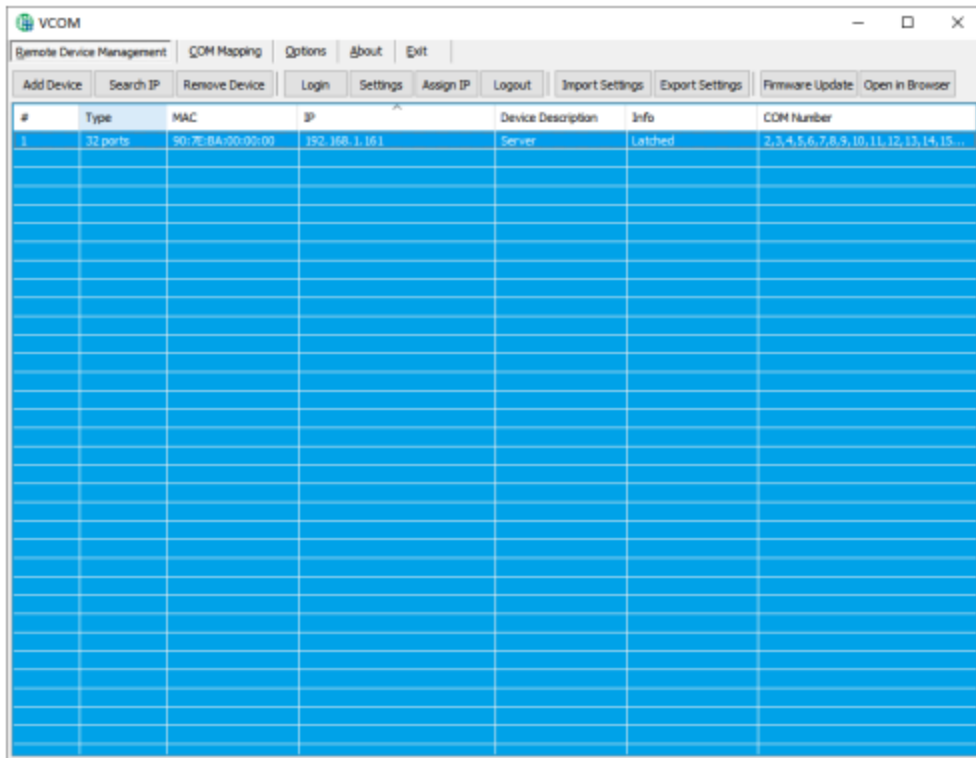 VCOM
Remote Device Management COM Mapping Options About Exit
Add Device Search IP Remove Device Login Settings Assign IP Logout Import Settings Export Settings Firmware Update Open in Browser
# Type MAC IP Device Description Info COM Number
1 32 ports 90:7E:BA:00:00:00 192.168.1.161 Server Latched 2,3,4,5,6,7,8,9,10,11,12,13,14,15...